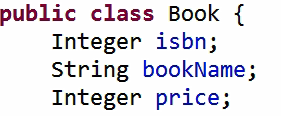 public class Book {
    Integer isbn;
    String bookName;
    Integer price;